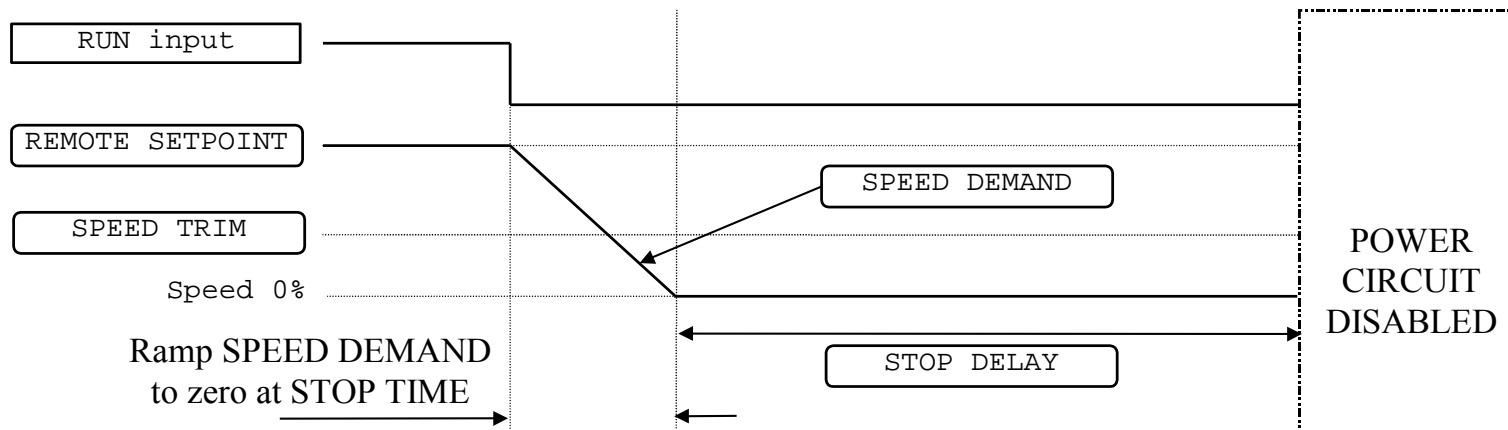 RUN input
REMOTE SETPOINT
SPEED DEMAND
SPEED TRIM
Speed 0%
POWER
CIRCUIT
DISABLED
Ramp SPEED DEMAND
to zero at STOP TIME
STOP DELAY